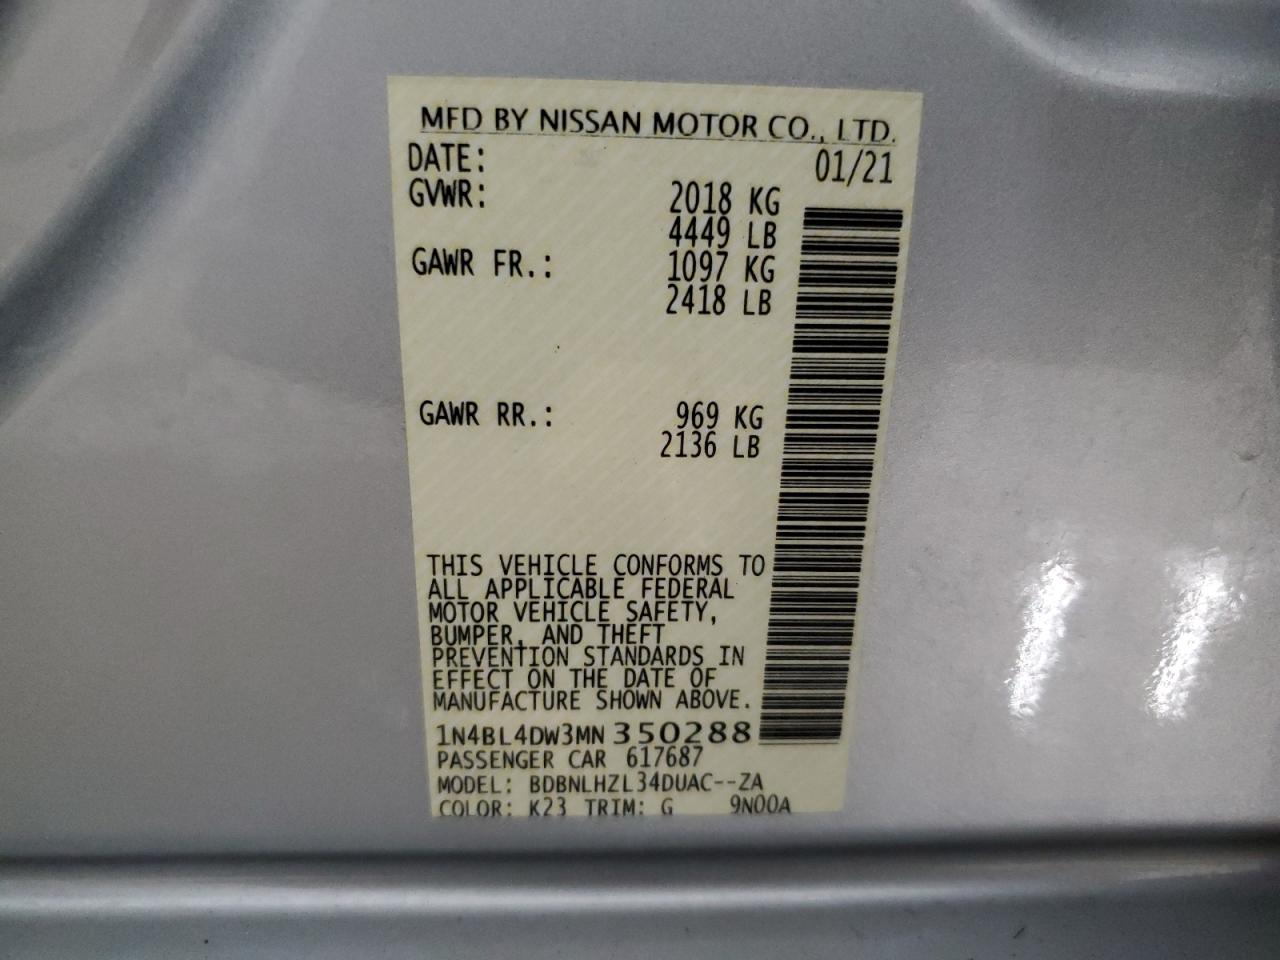 MFD BY NISSAN MOTOR CO., LTD.
DATE: 01/21
GVWR: 2018 KG
4449 LB
GAWR FR.: 1097 KG
2418 LB
GAWR RR.: 969 KG
2136 LB
THIS VEHICLE CONFORMS TO
ALL APPLICABLE FEDERAL
MOTOR VEHICLE SAFETY,
BUMPER, AND THEFT
PREVENTION STANDARDS IN
EFFECT ON THE DATE OF
MANUFACTURE SHOWN ABOVE.
1N4BL4DW3MN350288
PASSENGER CAR 617687
MODEL: BDBNLHZL34DUAC--ZA
COLOR: K23 TRIM: G 9N00A